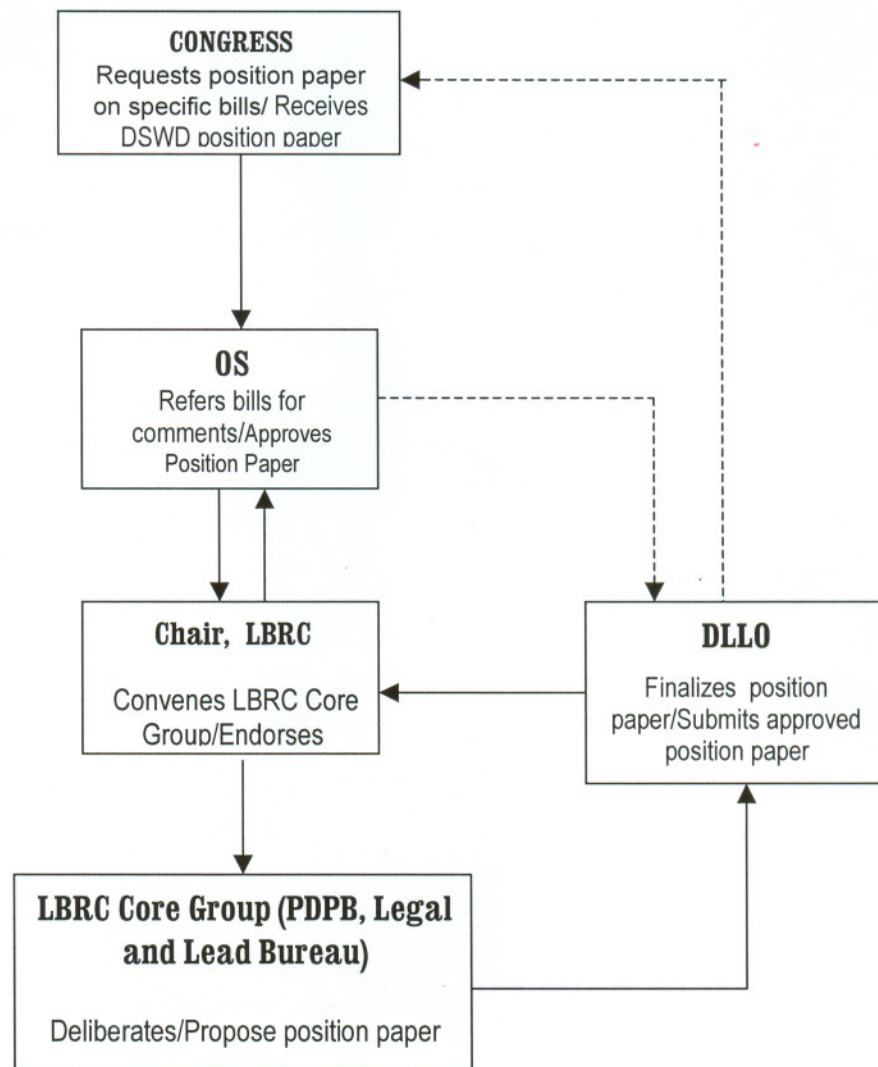 CONGRESS
Requests position paper
on specific bills/ Receives
DSWD position paper
OS
Refers bills for
comments/Approves
Position Paper
Chair, LBRC
Convenes LBRC Core
Group/Endorses
DLLO
Finalizes position
paper/Submits approved
position paper
LBRC Core Group (PDPB, Legal
and Lead Bureau)
Deliberates/Propose position paper